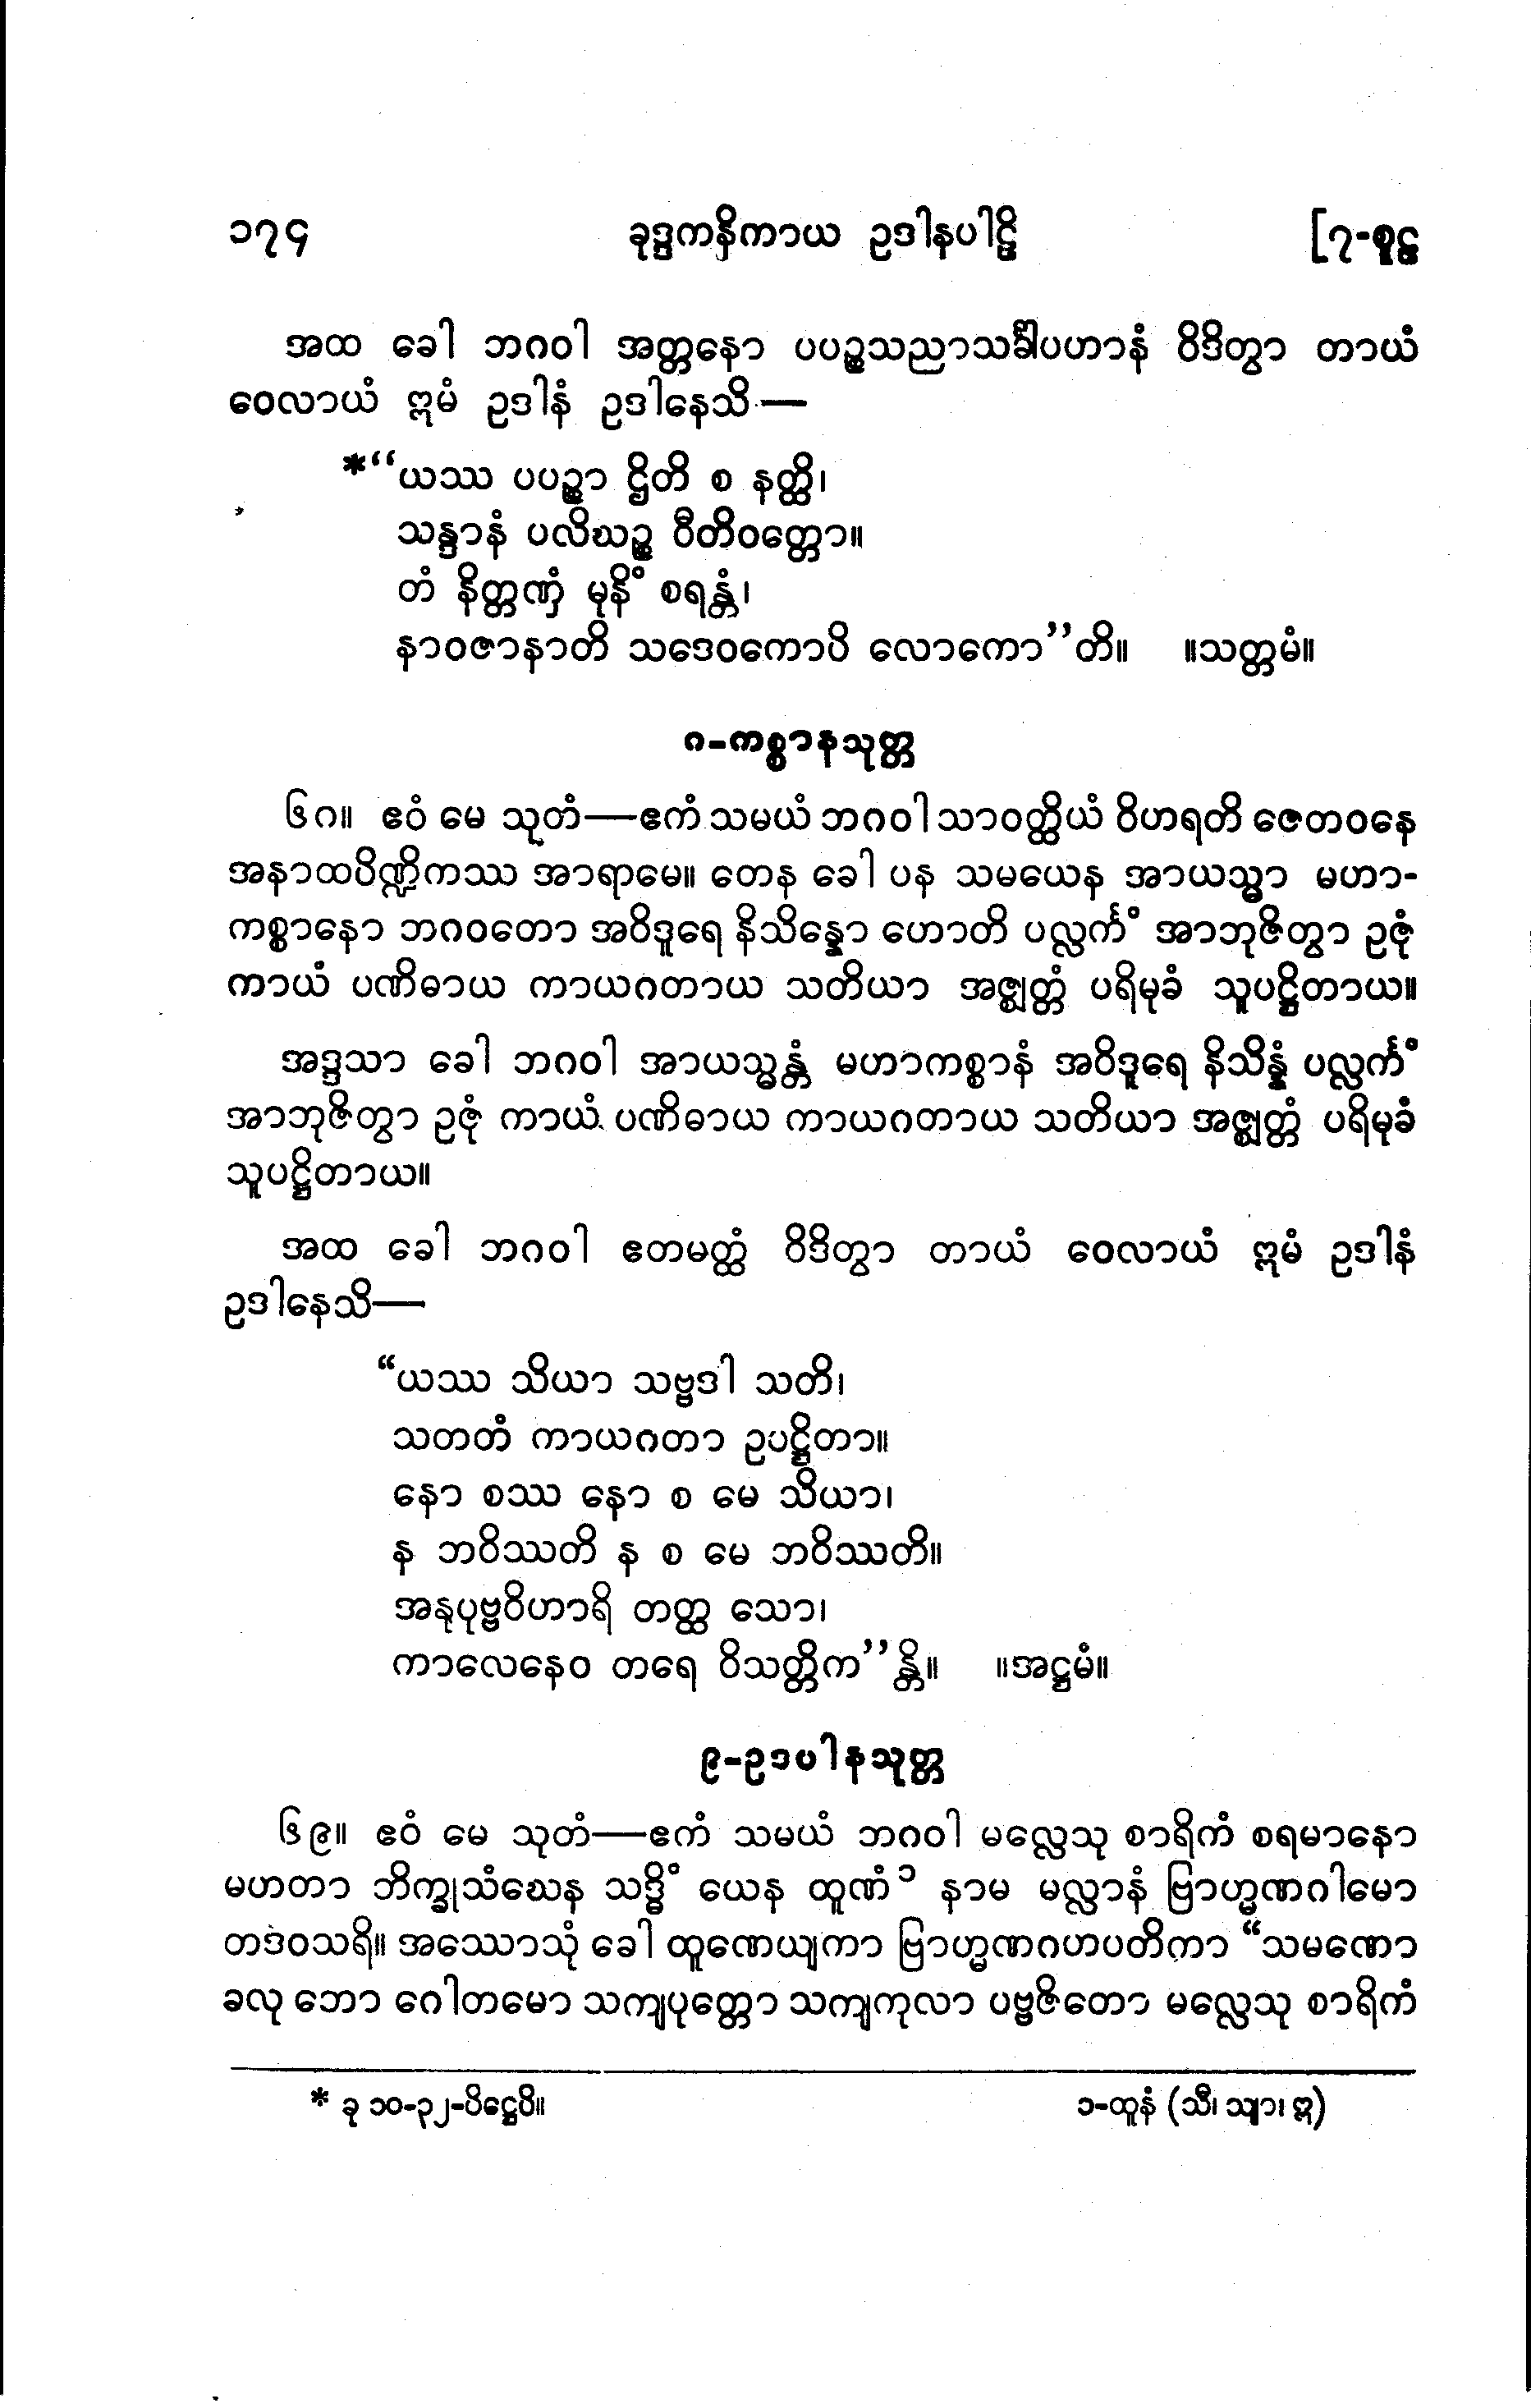 ၁၇၄ ခုဒ္ဒကနိကာယ ဥဒါနပါဠိ [၇-စူဠ
အထ ခေါ ဘဂဝါ အတ္တနော ပပဉ္စသညာသင်္ခါပဟာနံ ဝိဒိတွာ တာယံ
ဝေလာယံ ဣမံ ဥဒါနံ ဥဒါနေသိ—
*“ယဿ ပပဉ္စာ ဌိတိ စ နတ္ထိ၊
သန္ဒာနံ ပလိဃဉ္စ ဝီတိဝတ္တော။
တံ နိတ္တဏှံ မုနိံ စရန္တံ၊
နာဝဇာနာတိ သဒေဝကောပိ လောကော”တိ။ ။သတ္တမံ။
၈-ကစ္စာနသုတ္တ
၆၈။ ဧဝံ မေ သုတံ—ဧကံ သမယံ ဘဂဝါ သာဝတ္ထိယံ ဝိဟရတိ ဇေတဝနေ
အနာထပိဏ္ဍိကဿ အာရာမေ။ တေန ခေါ ပန သမယေန အာယသ္မာ မဟာ-
ကစ္စာနော ဘဂဝတော အဝိဒူရေ နိသိန္နော ဟောတိ ပလ္လင်္ကံ အာဘုဇိတွာ ဥဇုံ
ကာယံ ပဏိဓာယ ကာယဂတာယ သတိယာ အဇ္ဈတ္တံ ပရိမုခံ သူပဋ္ဌိတာယ။
အဒ္ဒသာ ခေါ ဘဂဝါ အာယသ္မန္တံ မဟာကစ္စာနံ အဝိဒူရေ နိသိန္နံ ပလ္လင်္ကံ
အာဘုဇိတွာ ဥဇုံ ကာယံ ပဏိဓာယ ကာယဂတာယ သတိယာ အဇ္ဈတ္တံ ပရိမုခံ
သူပဋ္ဌိတာယ။
အထ ခေါ ဘဂဝါ ဧတမတ္ထံ ဝိဒိတွာ တာယံ ဝေလာယံ ဣမံ ဥဒါနံ
ဥဒါနေသိ—
“ယဿ သိယာ သဗ္ဗဒါ သတိ၊
သတတံ ကာယဂတာ ဥပဋ္ဌိတာ။
နော စဿ နော စ မေ သိယာ၊
န ဘဝိဿတိ န စ မေ ဘဝိဿတိ။
အနုပုဗ္ဗဝိဟာရိ တတ္ထ သော၊
ကာလေနေဝ တရေ ဝိသတ္တိက”န္တိ။ ။အဋ္ဌမံ။
၉-ဥဒပါနသုတ္တ
၆၉။ ဧဝံ မေ သုတံ—ဧကံ သမယံ ဘဂဝါ မလ္လေသု စာရိကံ စရမာနော
မဟတာ ဘိက္ခုသံဃေန သဒ္ဓိံ ယေန ထူဏံ၁ နာမ မလ္လာနံ ဗြာဟ္မဏဂါမော
တဒဝသရိ။ အဿောသုံ ခေါ ထူဏေယျကာ ဗြာဟ္မဏဂဟပတိကာ “သမဏော
ခလု ဘော ဂေါတမော သကျပုတ္တော သကျကုလာ ပဗ္ဗဇိတော မလ္လေသု စာရိကံ
* ခု ၁၀-၃၂-ပိဋ္ဌေပိ။ ၁-ထူနံ (သီ၊ သျာ၊ ဣ)